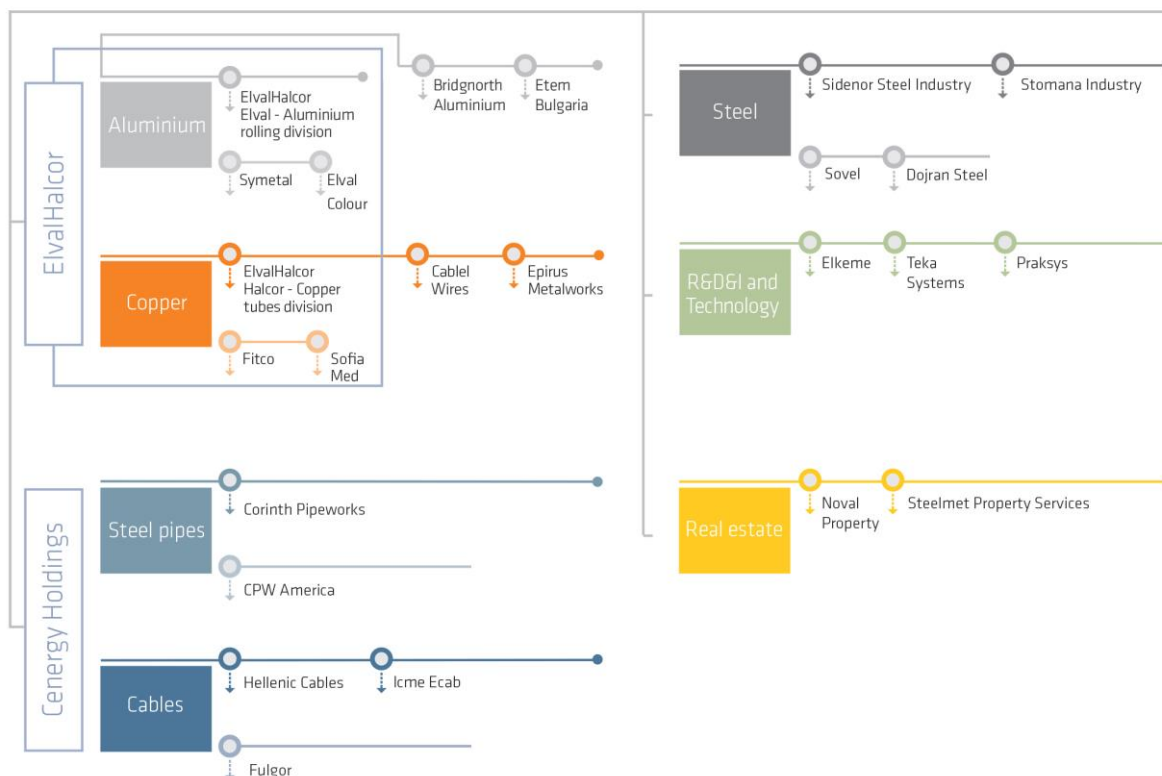 ElvalHalcor
Aluminium
ElvalHalcor
Elval - Aluminium
rolling division
Bridgnorth
Aluminium
Etem
Bulgaria
Symetal
Elval
Colour
Copper
ElvalHalcor
Halcor - Copper
tubes division
Cablel
Wires
Epirus
Metalworks
Fitco
Sofia
Med
Cenergy Holdings
Steel pipes
Corinth Pipeworks
CPW America
Cables
Hellenic Cables
Icme Ecab
Fulgor
Steel
Sidenor Steel Industry
Stomana Industry
Sovel
Dojran Steel
R&D&I and
Technology
Elkeme
Teka
Systems
Praksys
Real estate
Noval
Property
Steelmet Property Services